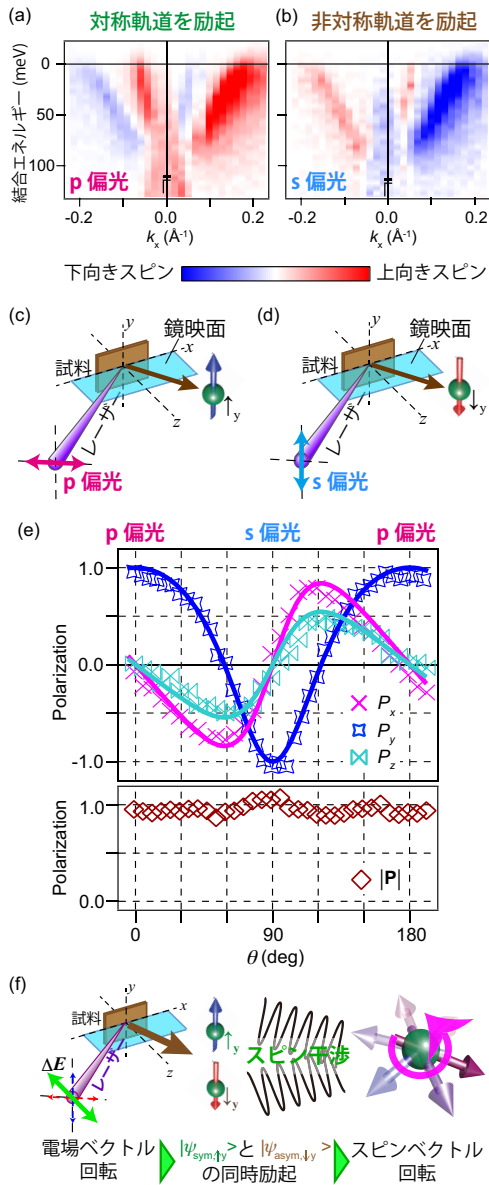 (a)
対称軌道を励起
(b)
非対称軌道を励起
結合エネルギー (meV)
0
50
100
p 偏光
s 偏光
Γ̄
Γ̄
-0.2
0.0
0.2
-0.2
0.0
0.2
kx (Å-1)
kx (Å-1)
下向きスピン
上向きスピン
(c)
y
鏡映面
x
試料
レーザー
z
↑y
p 偏光
(d)
y
鏡映面
x
試料
レーザー
z
↓y
s 偏光
(e)
p 偏光
s 偏光
p 偏光
Polarization
1.0
0.0
-1.0
Px
Py
Pz
Polarization
1.0
0.0
|P|
0
90
180
θ (deg)
(f)
y
x
試料
レーザー
z
ΔE
↑y
↓y
スピン干渉
電場ベクトル
回転
|ψsym,↑y>と|ψasym,↓y>
の同時励起
スピンベクトル
回転